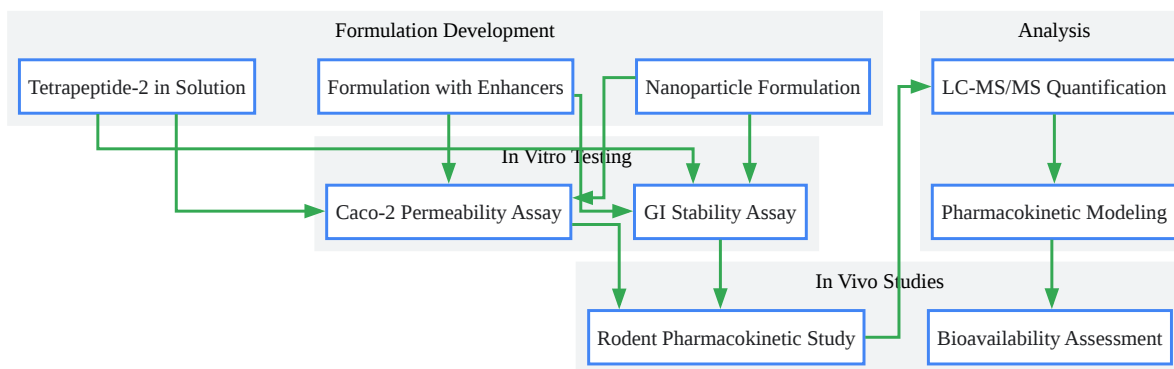 Formulation Development
Analysis
Tetrapeptide-2 in Solution
Formulation with Enhancers
Nanoparticle Formulation
LC-MS/MS Quantification
In Vitro Testing
Caco-2 Permeability Assay
GI Stability Assay
Pharmacokinetic Modeling
In Vivo Studies
Rodent Pharmacokinetic Study
Bioavailability Assessment